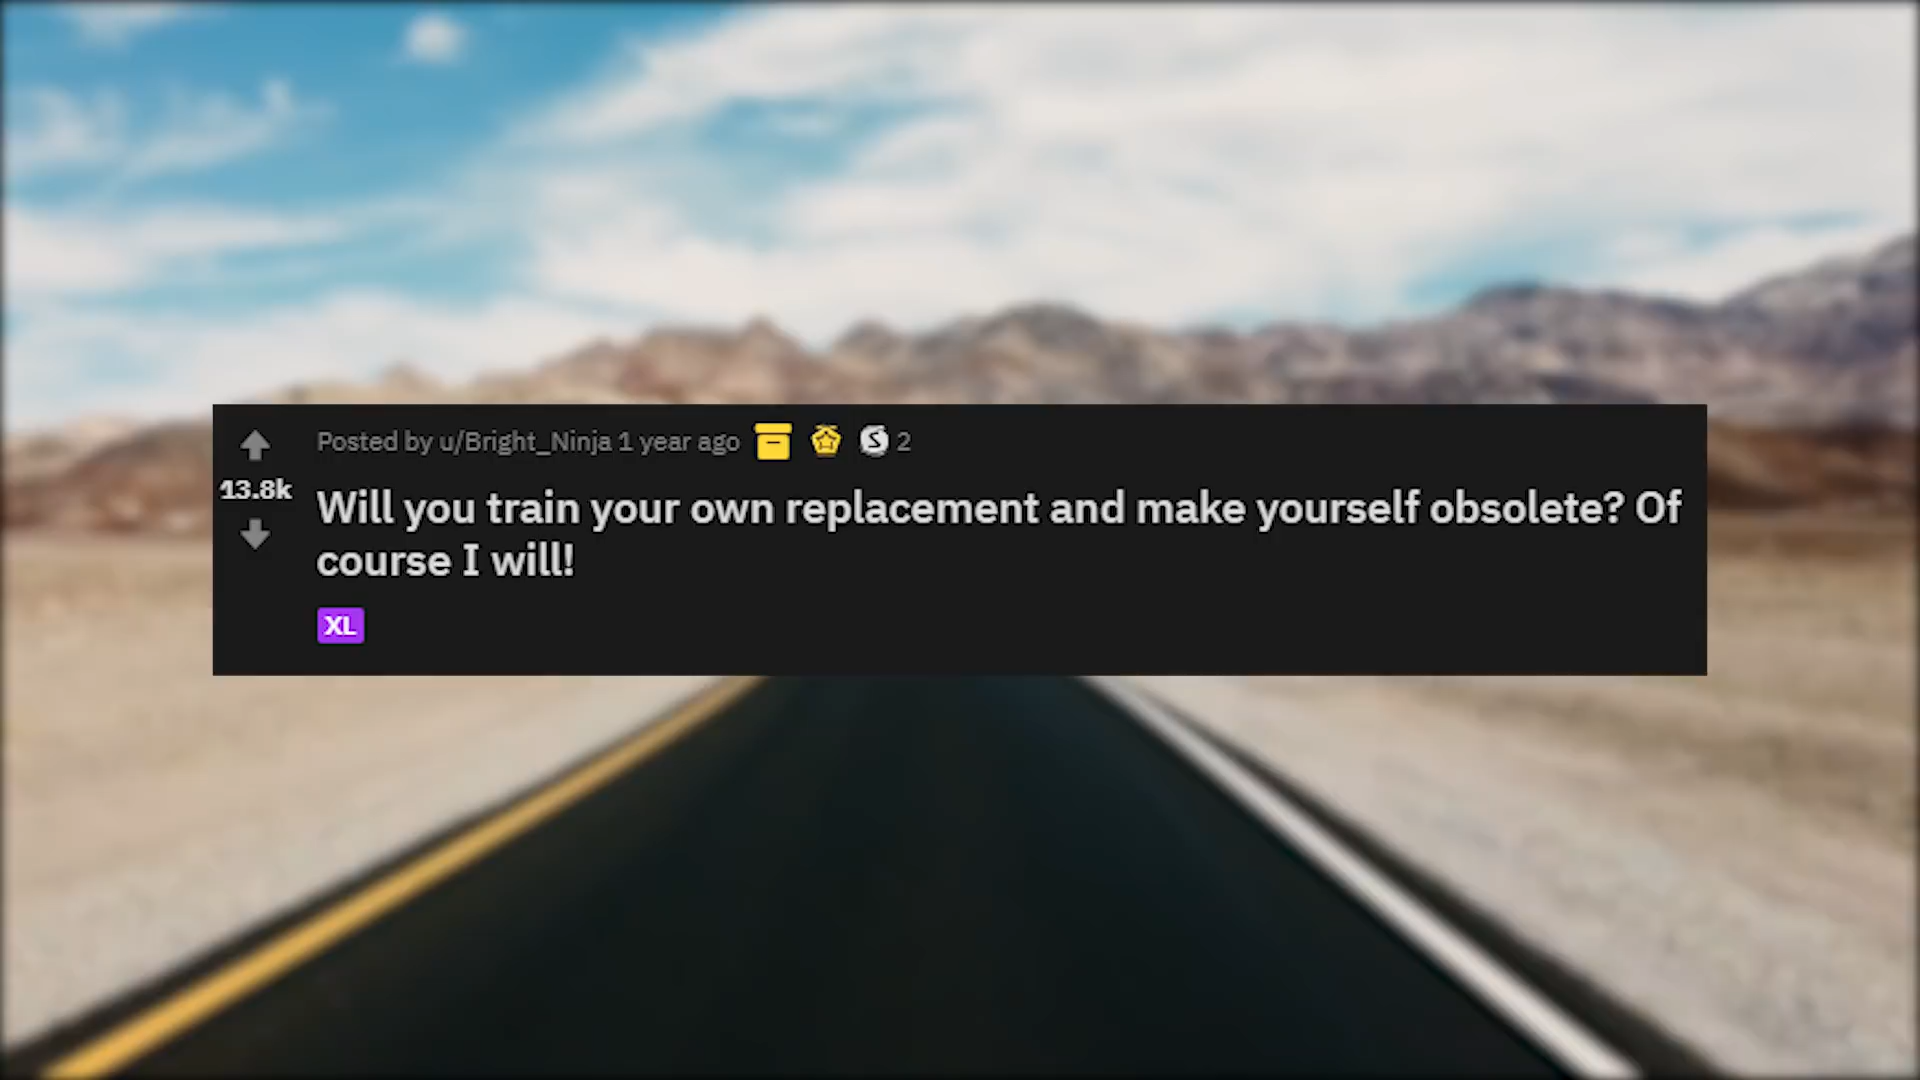 Posted by u/Bright_Ninja 1 year ago S 2
13.8k
Will you train your own replacement and make yourself obsolete? Of
course I will!
XL